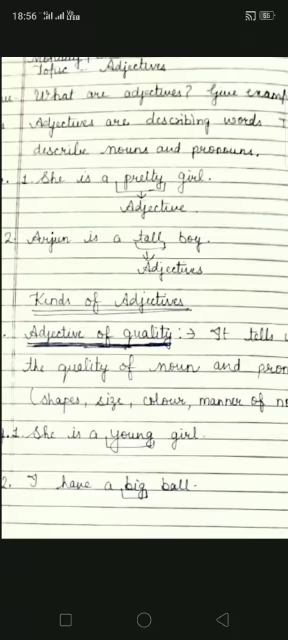 18:56
Topic Adjectives
What are adjectives? Give
Adjectives are describing words
describe nouns and pronouns.
1. She is a pretty girl.
Adjective
2. Arjun is a tall boy.
Adjectives
Kinds of Adjectives
Adjective of quality :→ It tells
the quality of noun and
(shapes, size, colour, manner of
1. She is a young girl.
2. I have a big ball.